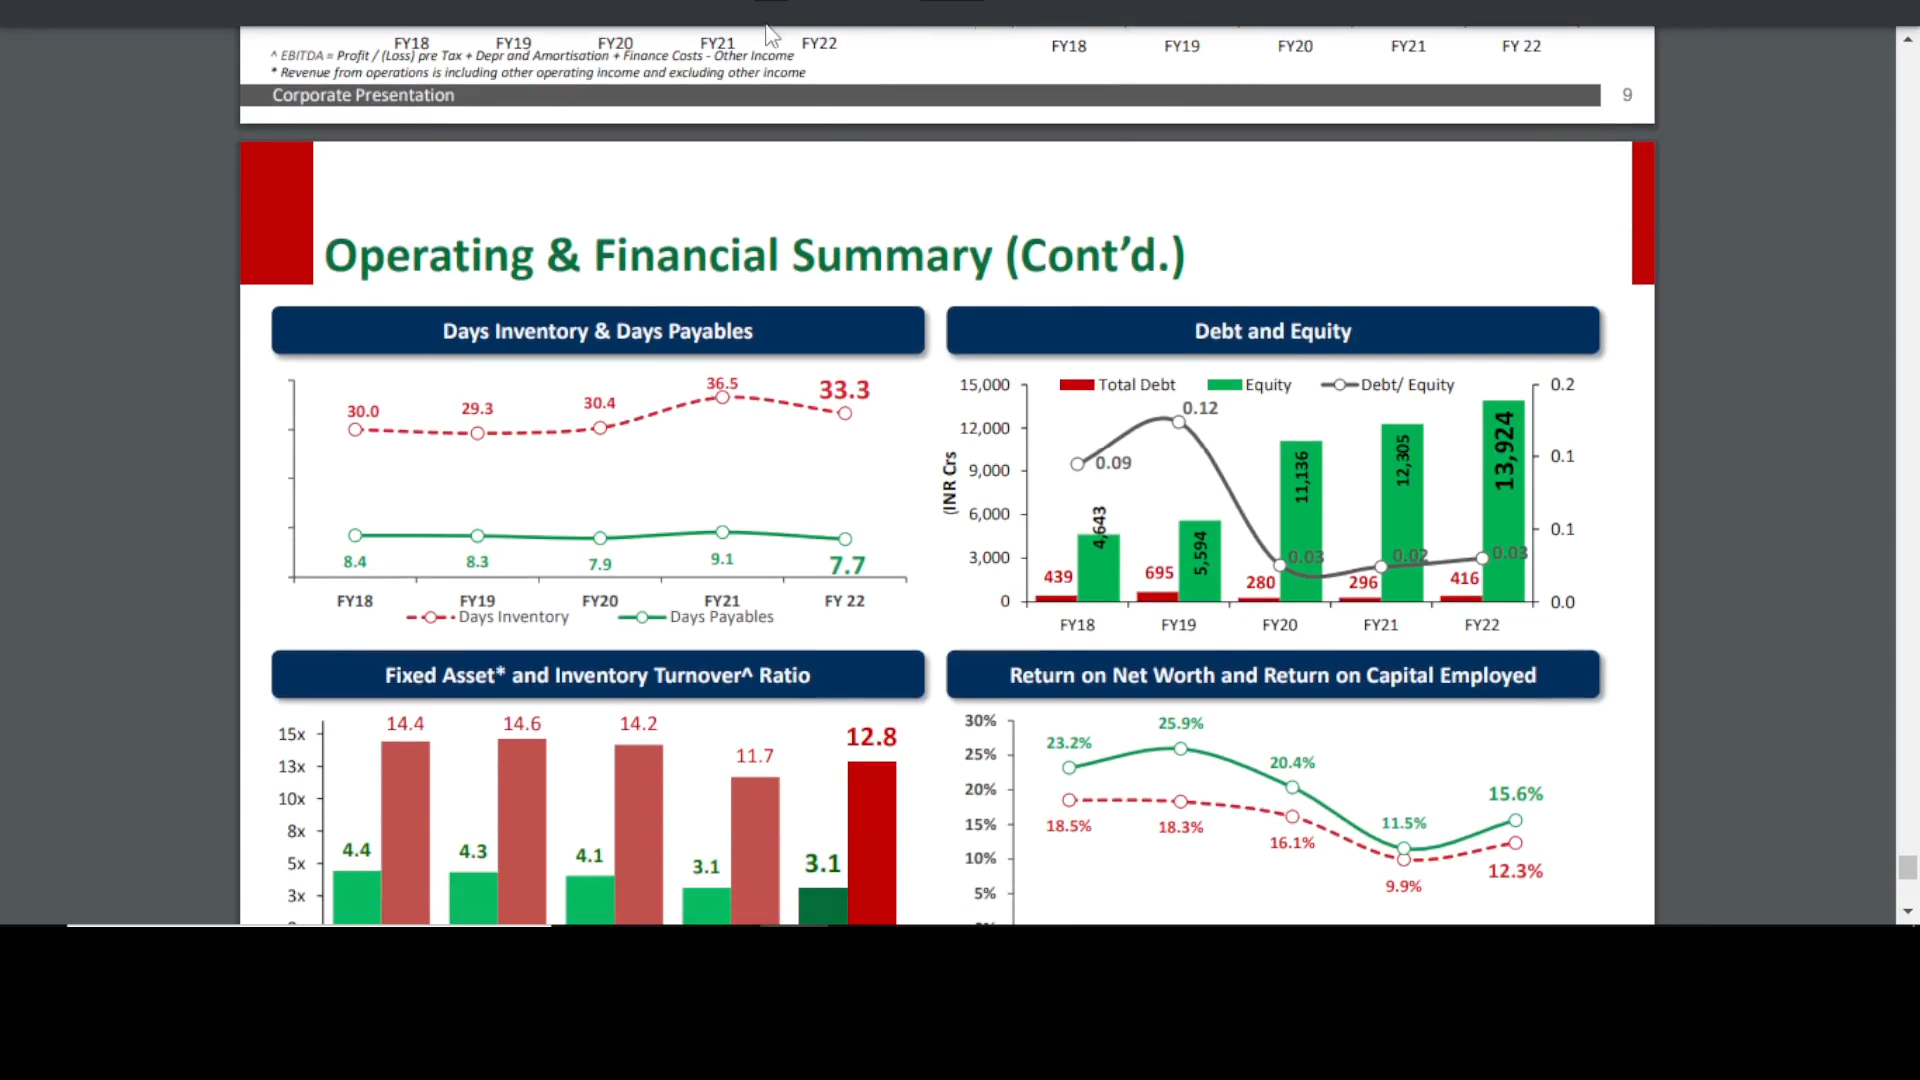 FY18 FY19 FY20 FY21 FY22
^ EBITDA = Profit / (Loss) pre Tax + Depr and Amortisation + Finance Costs - Other Income
* Revenue from operations is including other operating income and excluding other income
FY18 FY19 FY20 FY21 FY 22
Corporate Presentation 9
Operating & Financial Summary (Cont’d.)
Days Inventory & Days Payables
30.0 29.3 30.4 36.5 33.3
8.4 8.3 7.9 9.1 7.7
FY18 FY19 FY20 FY21 FY 22
Days Inventory Days Payables
Debt and Equity
Total Debt Equity Debt/ Equity
(INR Crs
15,000
12,000
9,000
6,000
3,000
0
0.2
0.1
0.1
0.0
0.09 0.12 0.03 0.02 0.03
4,643 5,594 11,136 12,305 13,924
439 695 280 296 416
FY18 FY19 FY20 FY21 FY22
Fixed Asset* and Inventory Turnover^ Ratio
15x
13x
10x
8x
5x
3x
14.4 14.6 14.2 11.7 12.8
4.4 4.3 4.1 3.1 3.1
Return on Net Worth and Return on Capital Employed
30%
25%
20%
15%
10%
5%
23.2% 25.9% 20.4% 11.5% 15.6%
18.5% 18.3% 16.1% 9.9% 12.3%